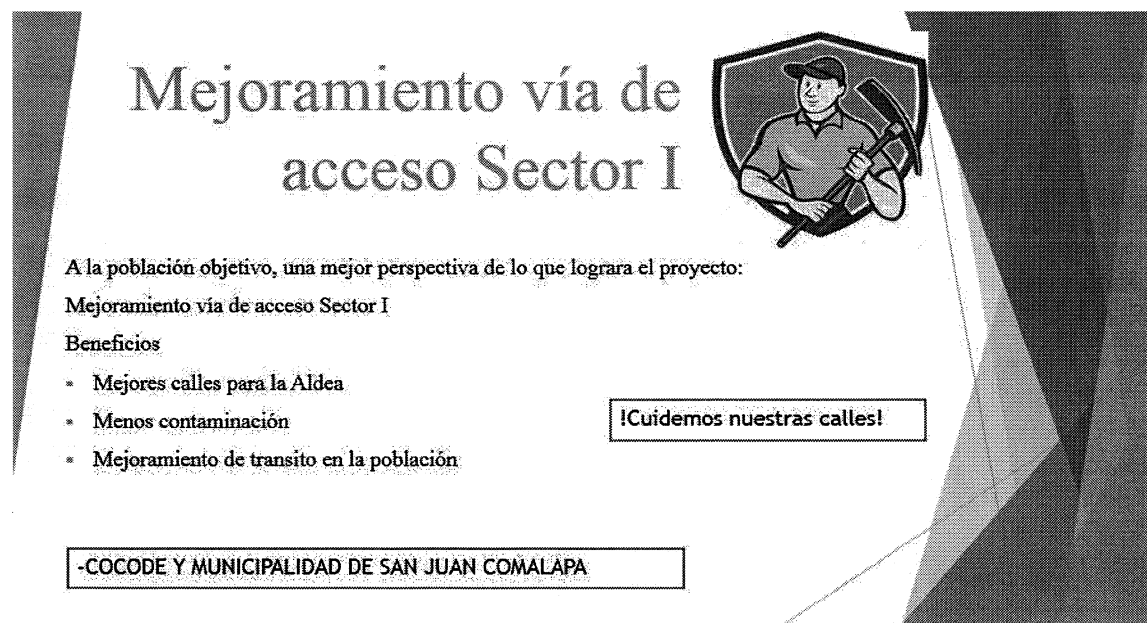 Mejoramiento vía de
acceso Sector I
A la población objetivo, una mejor perspectiva de lo que lograra el proyecto:
Mejoramiento vía de acceso Sector I
Beneficios
▪ Mejores calles para la Aldea
▪ Menos contaminación
▪ Mejoramiento de transito en la población
!Cuidemos nuestras calles!
-COCODE Y MUNICIPALIDAD DE SAN JUAN COMALAPA